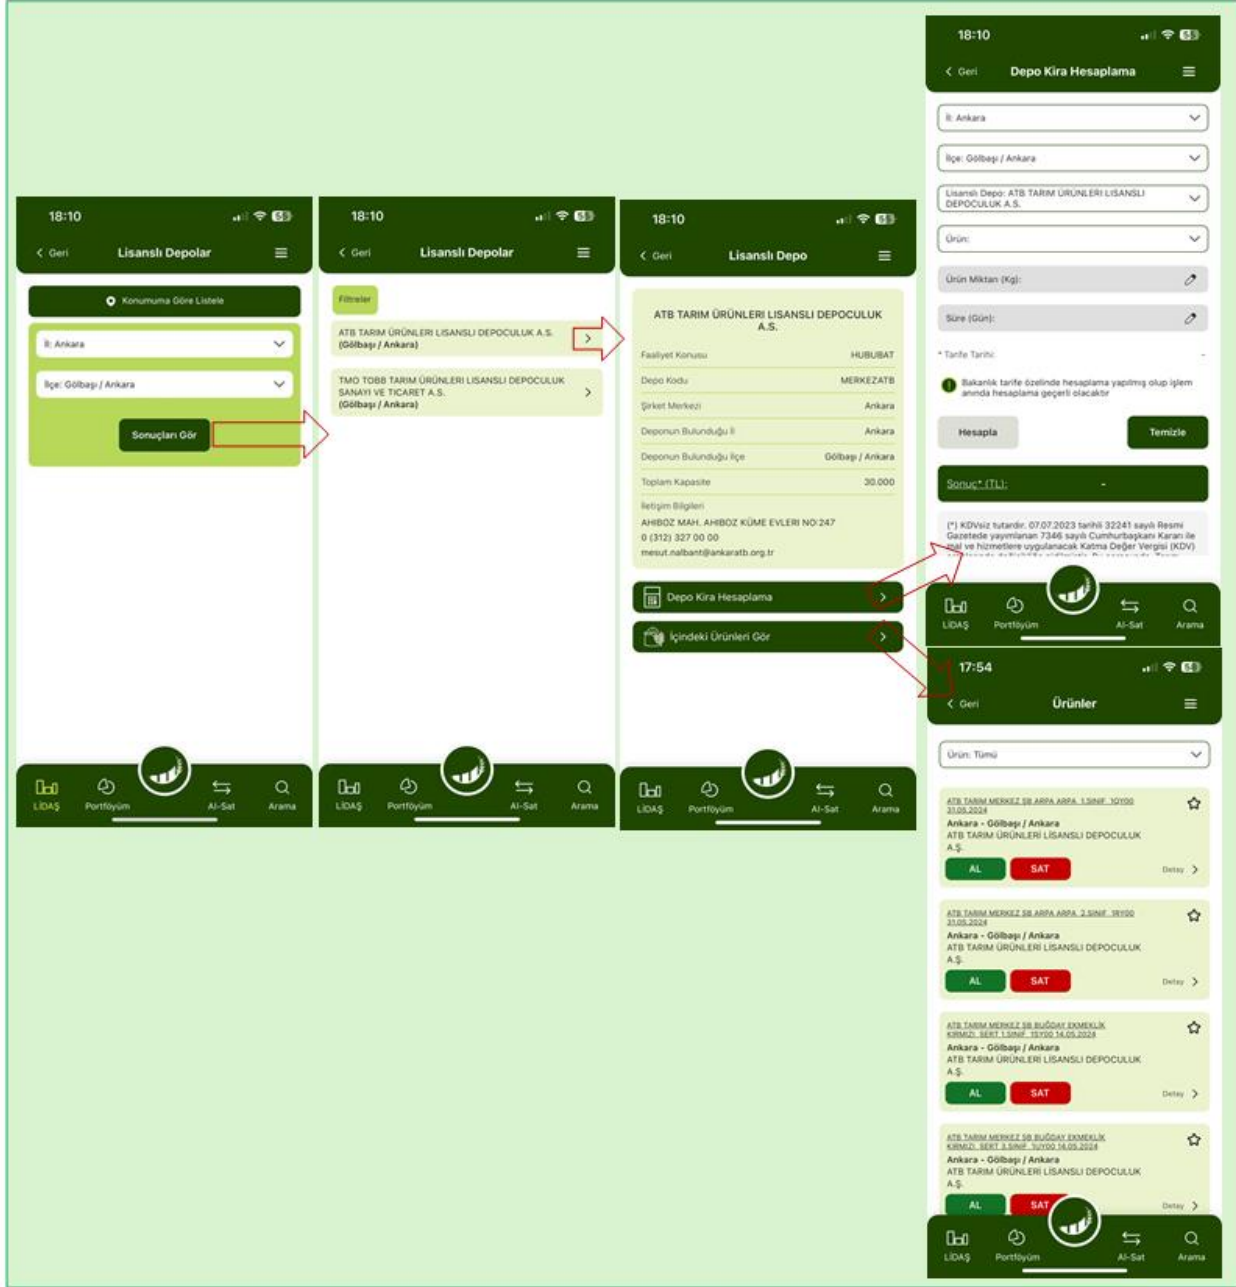 18:10
Geri
Lisanslı Depolar
Konumuma Göre Listele
İl: Ankara
İlçe: Gölbaşı / Ankara
Sonuçları Gör
LİDAŞ
Portföyüm
Al-Sat
Arama
18:10
Geri
Lisanslı Depolar
Filtreler
ATB TARIM ÜRÜNLERI LISANSLI DEPOCULUK A.S.
(Gölbaşı / Ankara)
TMO TOBB TARIM ÜRÜNLERI LISANSLI DEPOCULUK
SANAYI VE TICARET A.S.
(Gölbaşı / Ankara)
LİDAŞ
Portföyüm
Al-Sat
Arama
18:10
Geri
Lisanslı Depo
ATB TARIM ÜRÜNLERI LISANSLI DEPOCULUK
A.S.
Faaliyet Konusu HUBUBAT
Depo Kodu MERKEZATB
Şirket Merkezi Ankara
Deponun Bulunduğu İl Ankara
Deponun Bulunduğu İlçe Gölbaşı / Ankara
Toplam Kapasite 30.000
İletişim Bilgileri
AHIBOZ MAH. AHIBOZ KÜME EVLERI NO:247
0 (312) 327 00 00
mesut.nalbant@ankaratb.org.tr
Depo Kira Hesaplama
İçindeki Ürünleri Gör
LİDAŞ
Portföyüm
Al-Sat
Arama
18:10
Geri
Depo Kira Hesaplama
İl: Ankara
İlçe: Gölbaşı / Ankara
Lisanslı Depo: ATB TARIM ÜRÜNLERI LISANSLI
DEPOCULUK A.S.
Ürün:
Ürün Miktarı (Kg):
Süre (Gün):
* Tarife Tarihi: -
Bakanlık tarife özelinde hesaplama yapılmış olup işlem
anında hesaplama geçerli olacaktır
Hesapla
Temizle
Sonuç* (TL): -
(*) KDVsiz tutardır. 07.07.2023 tarihli 32241 sayılı Resmi
Gazetede yayımlanan 7346 sayılı Cumhurbaşkanı Kararı ile
mal ve hizmetlere uygulanacak Katma Değer Vergisi (KDV)
LİDAŞ
Portföyüm
Al-Sat
Arama
17:54
Geri
Ürünler
Ürün: Tümü
ATB TARIM MERKEZ SB ARPA ARPA 1.SINIF 1QY00
31.05.2024
Ankara - Gölbaşı / Ankara
ATB TARIM ÜRÜNLERİ LİSANSLI DEPOCULUK
A.Ş.
AL
SAT
Detay
ATB TARIM MERKEZ SB ARPA ARPA 2.SINIF 1RY00
31.05.2024
Ankara - Gölbaşı / Ankara
ATB TARIM ÜRÜNLERİ LİSANSLI DEPOCULUK
A.Ş.
AL
SAT
Detay
ATB TARIM MERKEZ SB BUĞDAY EKMEKLİK
KIRMIZI SERT 1.SINIF 1SY00 14.05.2024
Ankara - Gölbaşı / Ankara
ATB TARIM ÜRÜNLERİ LİSANSLI DEPOCULUK
A.Ş.
AL
SAT
Detay
ATB TARIM MERKEZ SB BUĞDAY EKMEKLİK
KIRMIZI SERT 3.SINIF 1UY00 14.05.2024
Ankara - Gölbaşı / Ankara
ATB TARIM ÜRÜNLERİ LİSANSLI DEPOCULUK
A.Ş.
AL
SAT
Detay
LİDAŞ
Portföyüm
Al-Sat
Arama